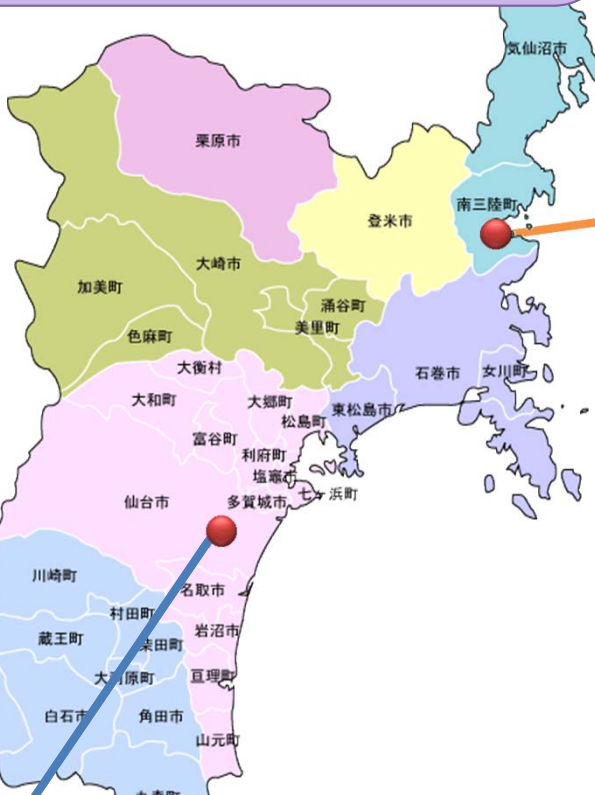 気仙沼市
栗原市
南三陸町
登米市
大崎市
加美町
涌谷町
美里町
色麻町
大衡村
石巻市
女川町
大和町
大郷町
東松島市
松島町
富谷町
利府町
塩竈市
七ヶ浜町
仙台市
多賀城市
川崎町
名取市
村田町
岩沼市
蔵王町
柴田町
大河原町
亘理町
白石市
角田市
山元町